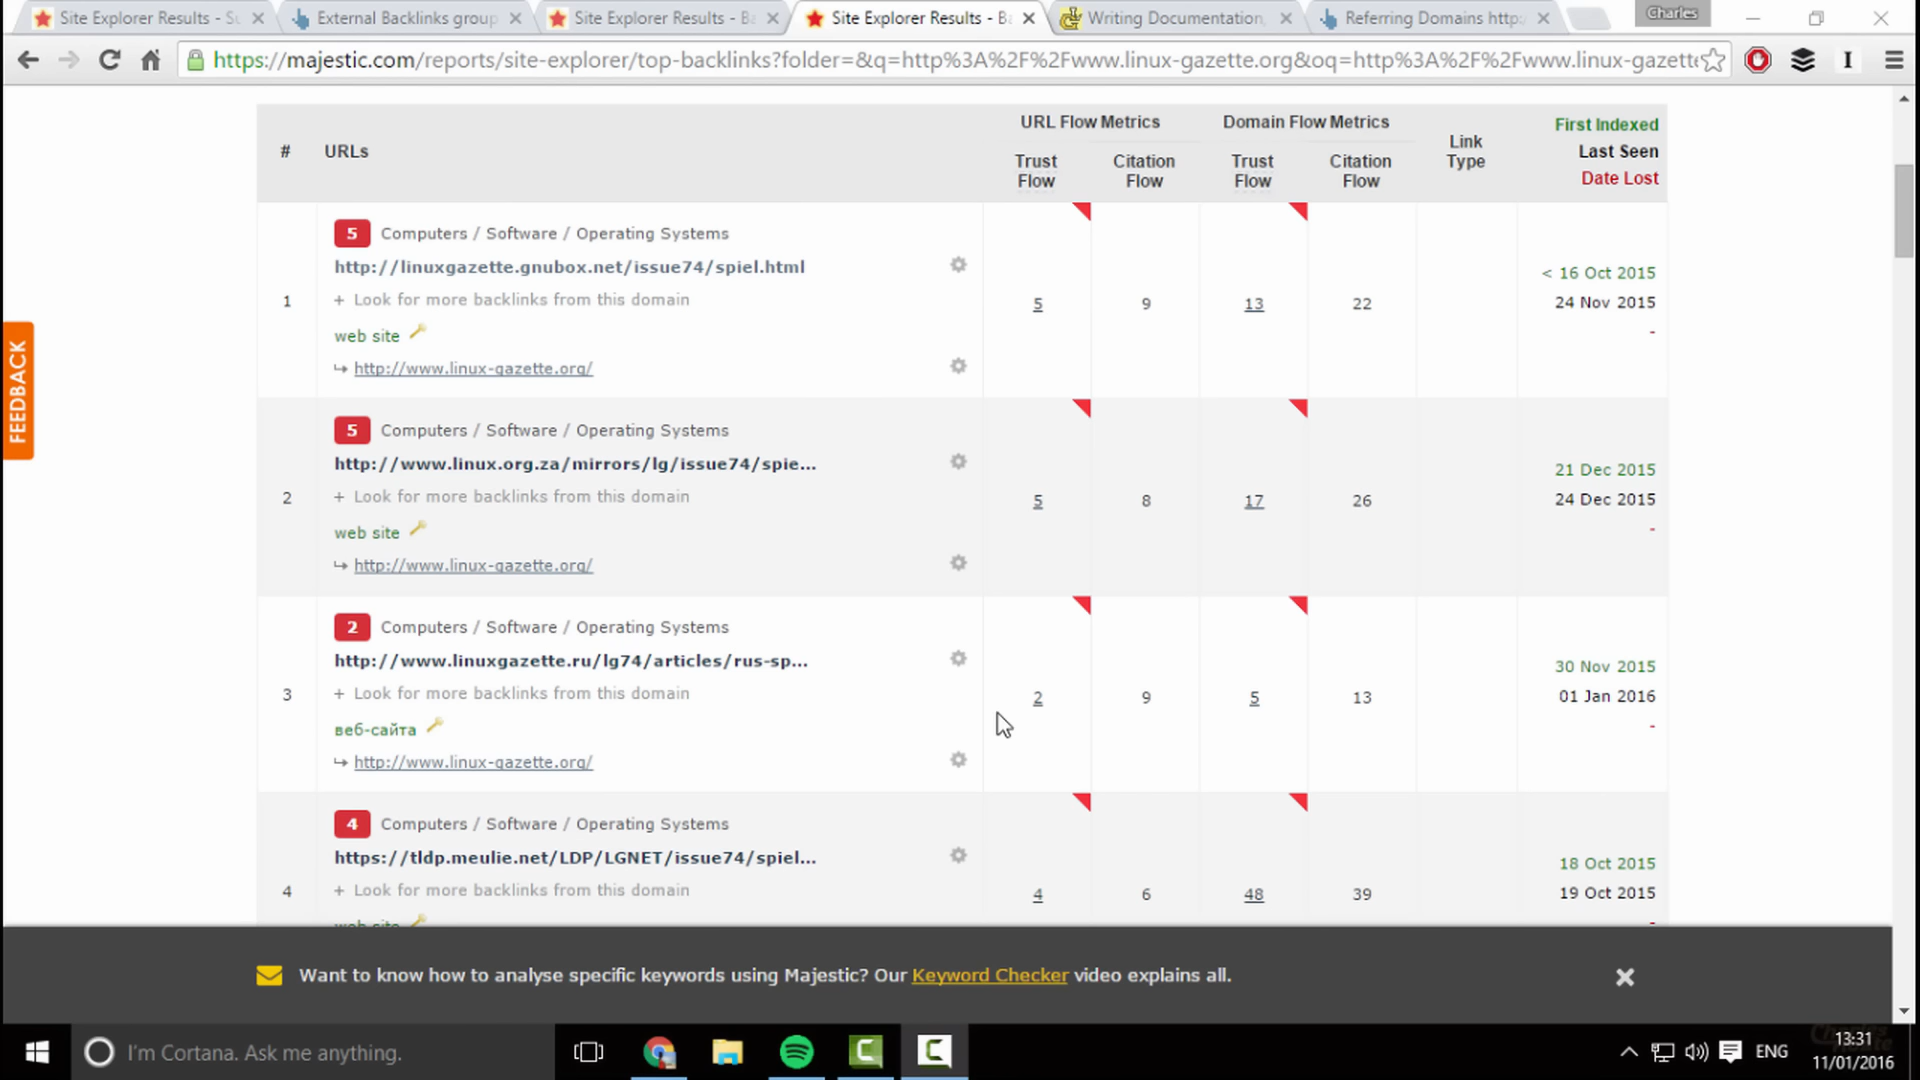 Site Explorer Results - Su
External Backlinks group
Site Explorer Results - Ba
Site Explorer Results - Ba
Writing Documentation,
Referring Domains http:
Charles
https://majestic.com/reports/site-explorer/top-backlinks?folder=&q=http%3A%2F%2Fwww.linux-gazette.org&oq=http%3A%2F%2Fwww.linux-gazette
# URLs
URL Flow Metrics
Trust Flow
Citation Flow
Domain Flow Metrics
Trust Flow
Citation Flow
Link Type
First Indexed
Last Seen
Date Lost
FEEDBACK
1
5 Computers / Software / Operating Systems
http://linuxgazette.gnubox.net/issue74/spiel.html
+ Look for more backlinks from this domain
web site
↪ http://www.linux-gazette.org/
5 9 13 22
< 16 Oct 2015
24 Nov 2015
-
2
5 Computers / Software / Operating Systems
http://www.linux.org.za/mirrors/lg/issue74/spie...
+ Look for more backlinks from this domain
web site
↪ http://www.linux-gazette.org/
5 8 17 26
21 Dec 2015
24 Dec 2015
-
3
2 Computers / Software / Operating Systems
http://www.linuxgazette.ru/lg74/articles/rus-sp...
+ Look for more backlinks from this domain
веб-сайта
↪ http://www.linux-gazette.org/
2 9 5 13
30 Nov 2015
01 Jan 2016
-
4
4 Computers / Software / Operating Systems
https://tldp.meulie.net/LDP/LGNET/issue74/spiel...
+ Look for more backlinks from this domain
web site
4 6 48 39
18 Oct 2015
19 Oct 2015
-
Want to know how to analyse specific keywords using Majestic? Our Keyword Checker video explains all.
I'm Cortana. Ask me anything.
ENG
13:31
11/01/2016